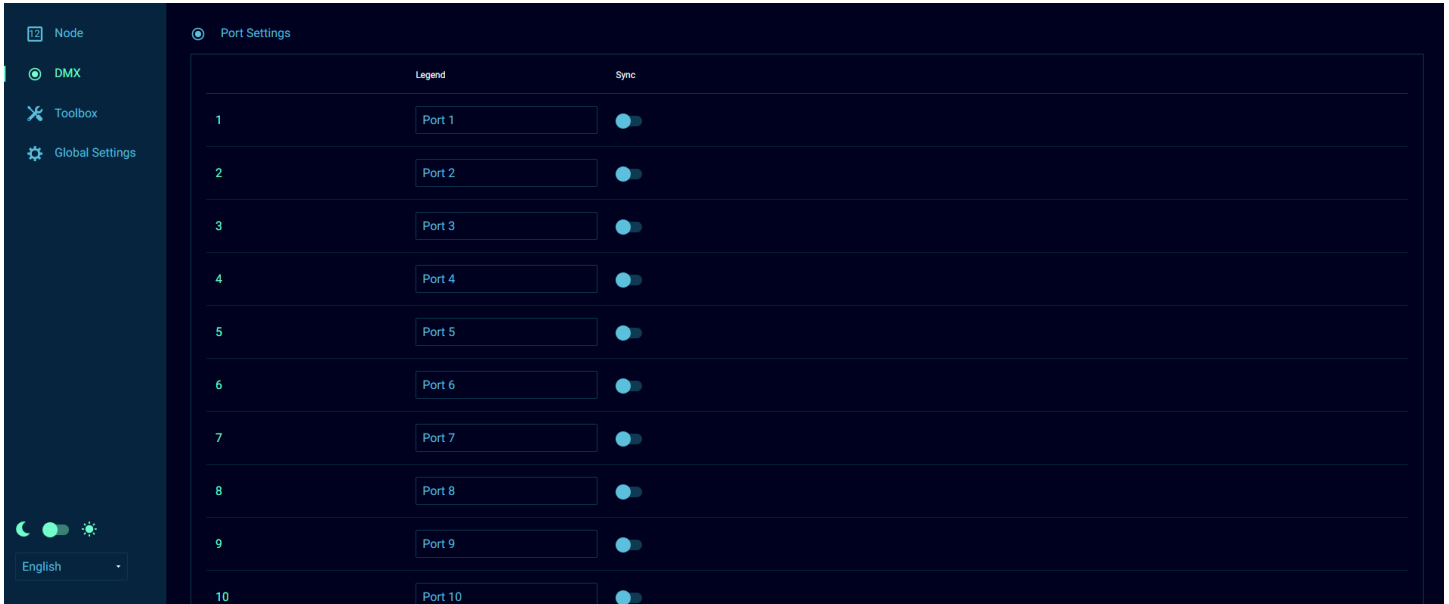 12 Node
DMX
Toolbox
Global Settings
English
Port Settings
Legend Sync
1 Port 1
2 Port 2
3 Port 3
4 Port 4
5 Port 5
6 Port 6
7 Port 7
8 Port 8
9 Port 9
10 Port 10